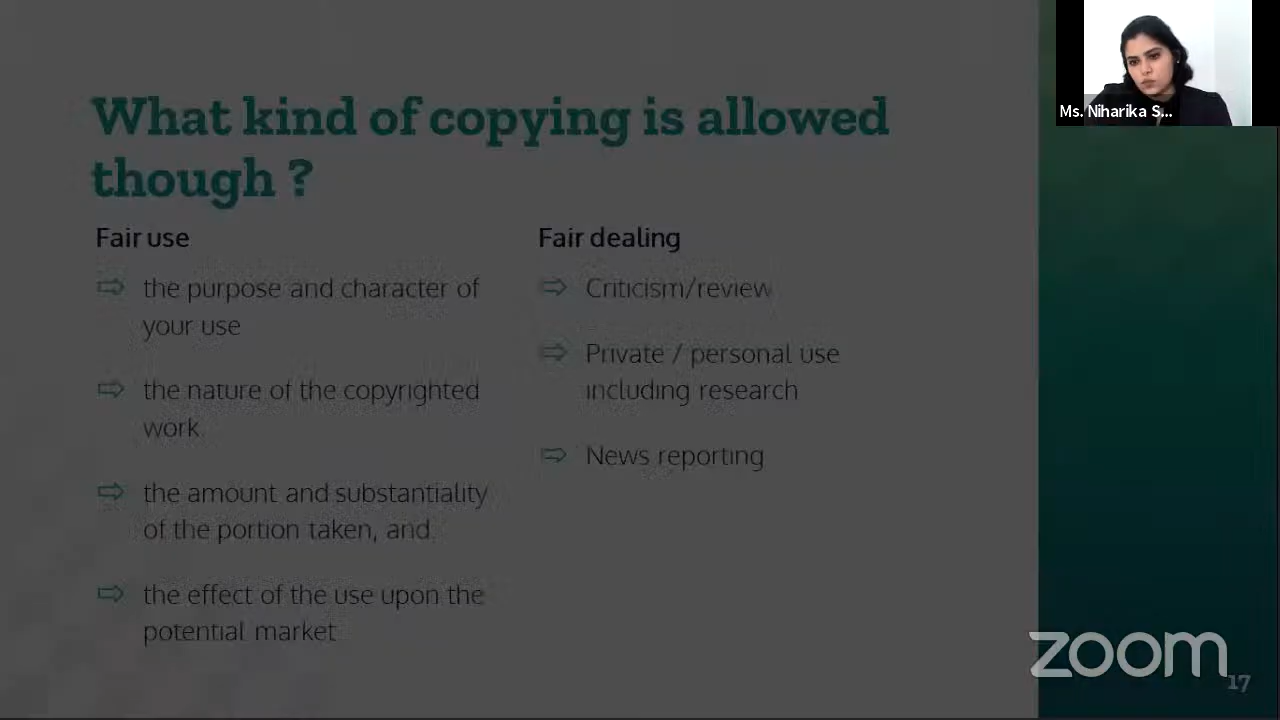 What kind of copying is allowed
though ?
Fair use
the purpose and character of
your use
the nature of the copyrighted
work
the amount and substantiality
of the portion taken, and
the effect of the use upon the
potential market
Fair dealing
Criticism/review
Private / personal use
including research
News reporting
Ms. Niharika S...
zoom
17